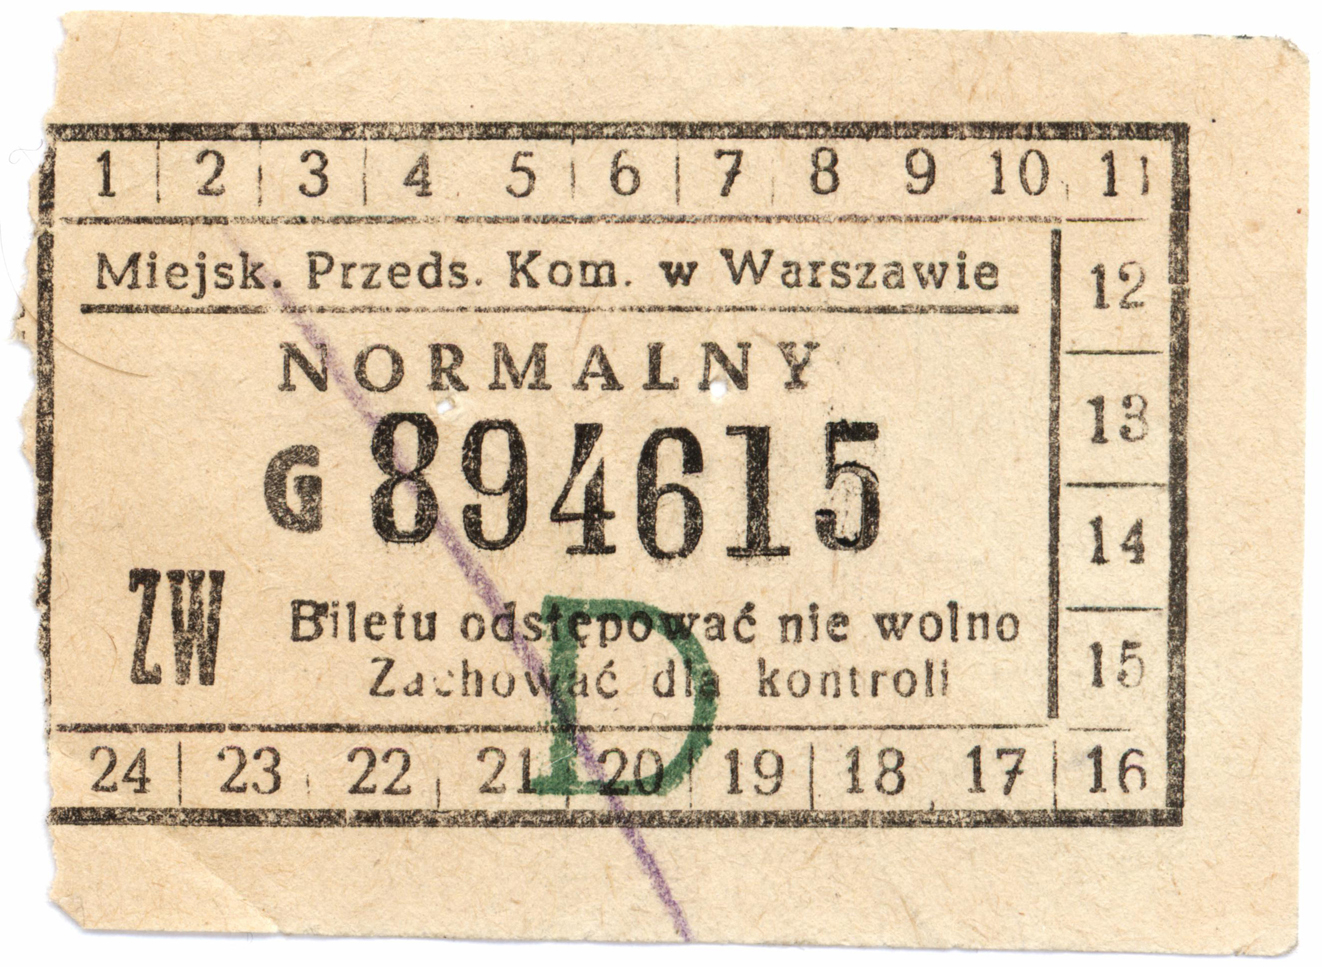 1 2 3 4 5 6 7 8 9 10 11
Miejsk. Przeds. Kom. w Warszawie
12
NORMALNY
13
G 894615
14
ZW
Biletu odstępować nie wolno
Zachować dla kontroli
15
D
24 23 22 21 20 19 18 17 16